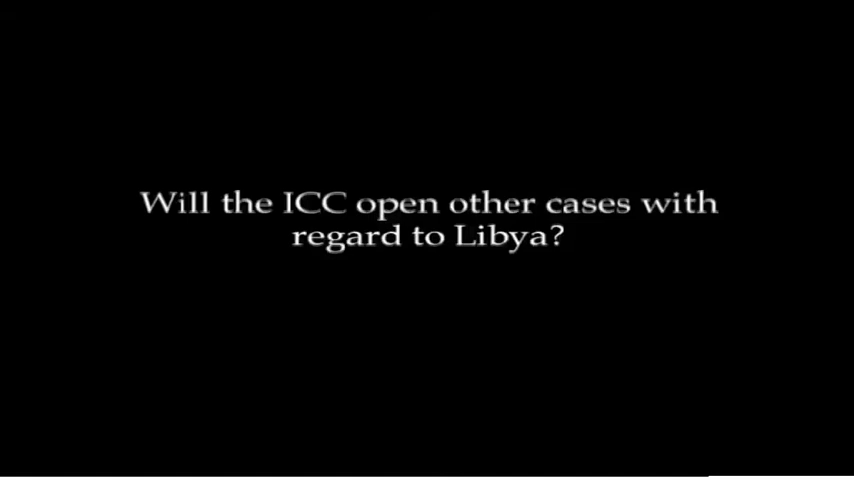 Will the ICC open other cases with
regard to Libya?